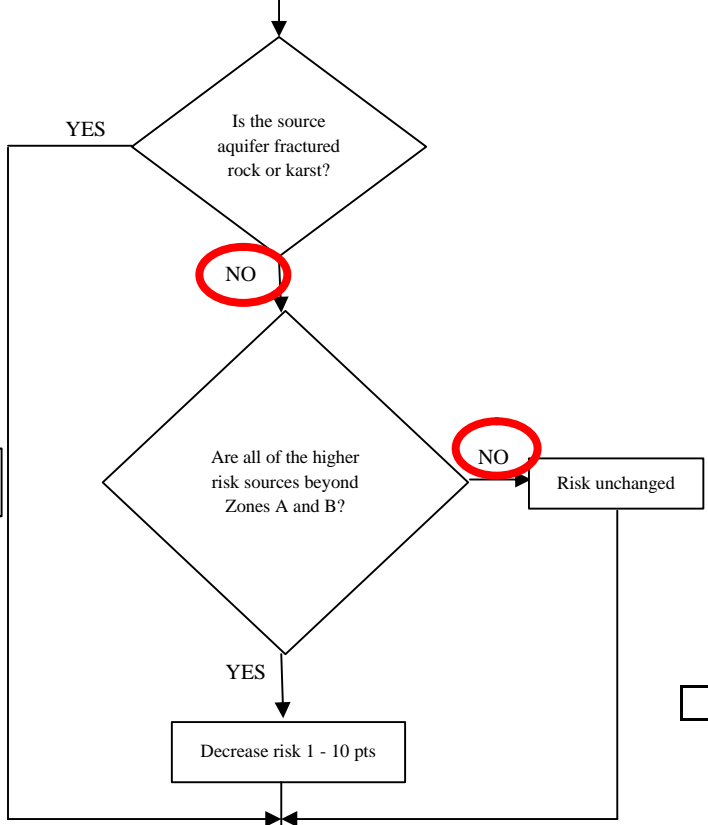 YES
Is the source
aquifer fractured
rock or karst?
NO
Are all of the higher
risk sources beyond
Zones A and B?
NO
Risk unchanged
YES
Decrease risk 1 - 10 pts